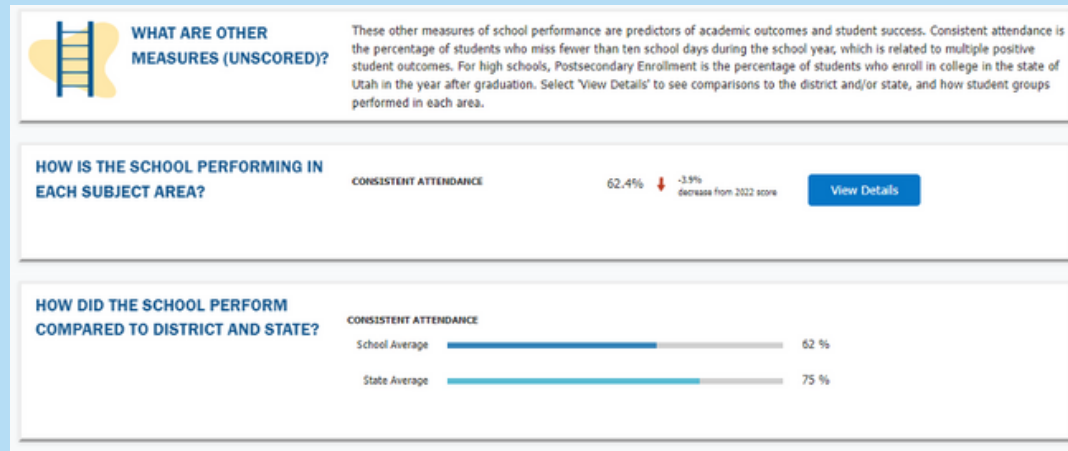 WHAT ARE OTHER
MEASURES (UNSCORED)?
These other measures of school performance are predictors of academic outcomes and student success. Consistent attendance is
the percentage of students who miss fewer than ten school days during the school year, which is related to multiple positive
student outcomes. For high schools, Postsecondary Enrollment is the percentage of students who enroll in college in the state of
Utah in the year after graduation. Select 'View Details' to see comparisons to the district and/or state, and how student groups
performed in each area.
HOW IS THE SCHOOL PERFORMING IN
EACH SUBJECT AREA?
CONSISTENT ATTENDANCE
62.4%
-3.9%
decrease from 2022 score
View Details
HOW DID THE SCHOOL PERFORM
COMPARED TO DISTRICT AND STATE?
CONSISTENT ATTENDANCE
School Average 62 %
State Average 75 %